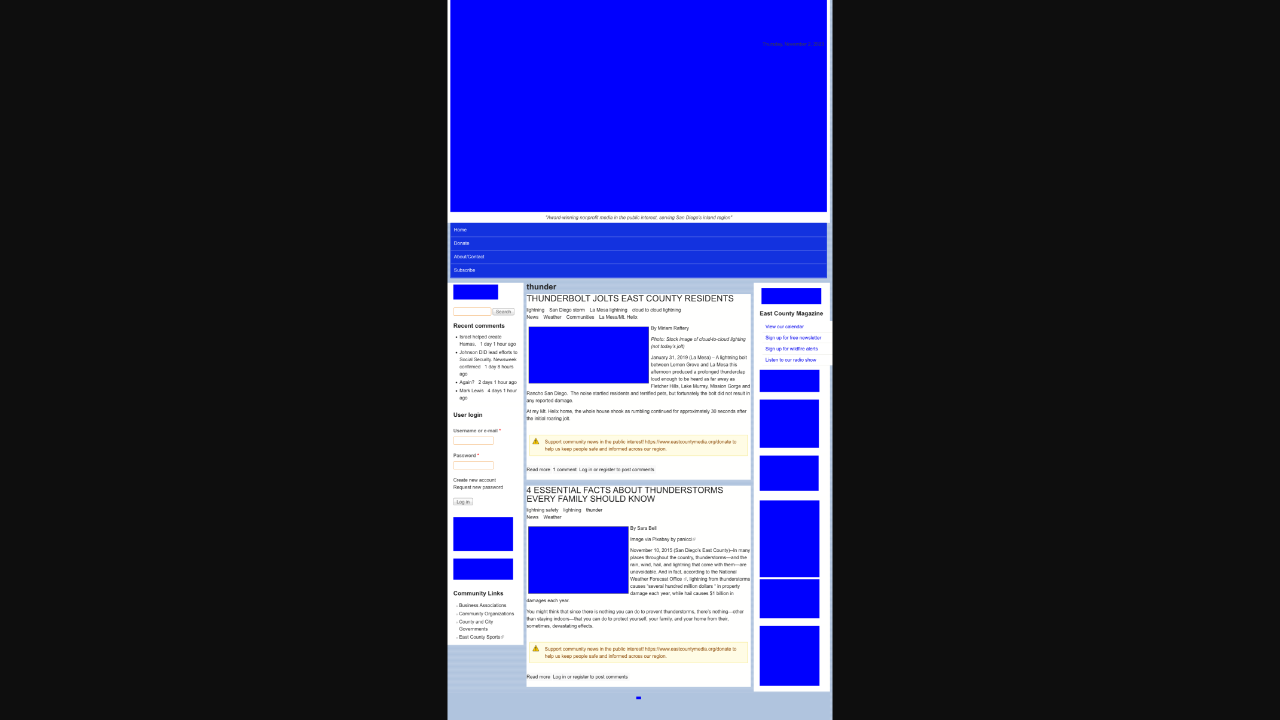 "Award-winning nonprofit media in the public interest, serving San Diego's inland region"
Home
Donate
About/Contact
Subscribe
Search
Recent comments
Israel helped create
Hamas. 1 day 1 hour ago
Johnson DID lead efforts to
Social Security. Newsweek
confirmed 1 day 5 hours
ago
Again? 2 days 1 hour ago
Mark Lewis 4 days 1 hour
ago
User login
Username or e-mail *
Password *
Create new account
Request new password
Log in
Community Links
- Business Associations
- Community Organizations
- County and City
Governments
- East County Sports
thunder
THUNDERBOLT JOLTS EAST COUNTY RESIDENTS
lightning San Diego storm La Mesa lightning cloud to cloud lightning
News Weather Communities La Mesa/Mt. Helix
By Miriam Raftery
Photo: Stock image of cloud-to-cloud lighting
(not today's jolt)
January 31, 2019 (La Mesa) -- A lightning bolt
between Lemon Grove and La Mesa this
afternoon produced a prolonged thunderclap
loud enough to be heard as far away as
Fletcher Hills, Lake Murray, Mission Gorge and
Rancho San Diego. The noise startled residents and terrified pets, but fortunately the bolt did not result in
any reported damage.
At my Mt. Helix home, the whole house shook as rumbling continued for approximately 30 seconds after
the initial roaring jolt.
Support community news in the public interest! https://www.eastcountymedia.org/donate to
help us keep people safe and informed across our region.
Read more 1 comment Log in or register to post comments
4 ESSENTIAL FACTS ABOUT THUNDERSTORMS
EVERY FAMILY SHOULD KNOW
lightning safety lightning thunder
News Weather
By Sara Bell
Image via Pixabay by panicci
November 10, 2015 (San Diego's East County)--In many
places throughout the country, thunderstorms—and the
rain, wind, hail, and lightning that come with them—are
unavoidable. And in fact, according to the National
Weather Forecast Office, lightning from thunderstorms
causes "several hundred million dollars" in property
damage each year, while hail causes $1 billion in
damages each year.
You might think that since there is nothing you can do to prevent thunderstorms, there's nothing—other
than staying indoors—that you can do to protect yourself, your family, and your home from their,
sometimes, devastating effects.
Support community news in the public interest! https://www.eastcountymedia.org/donate to
help us keep people safe and informed across our region.
Read more Log in or register to post comments
East County Magazine
View our calendar
Sign up for free newsletter
Sign up for wildfire alerts
Listen to our radio show